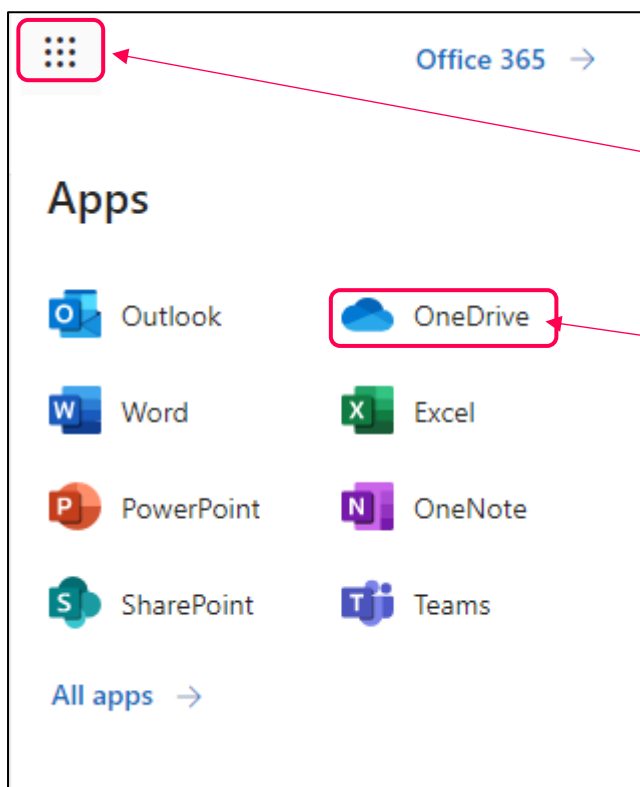 Office 365 →
Apps
Outlook
OneDrive
Word
Excel
PowerPoint
OneNote
SharePoint
Teams
All apps →